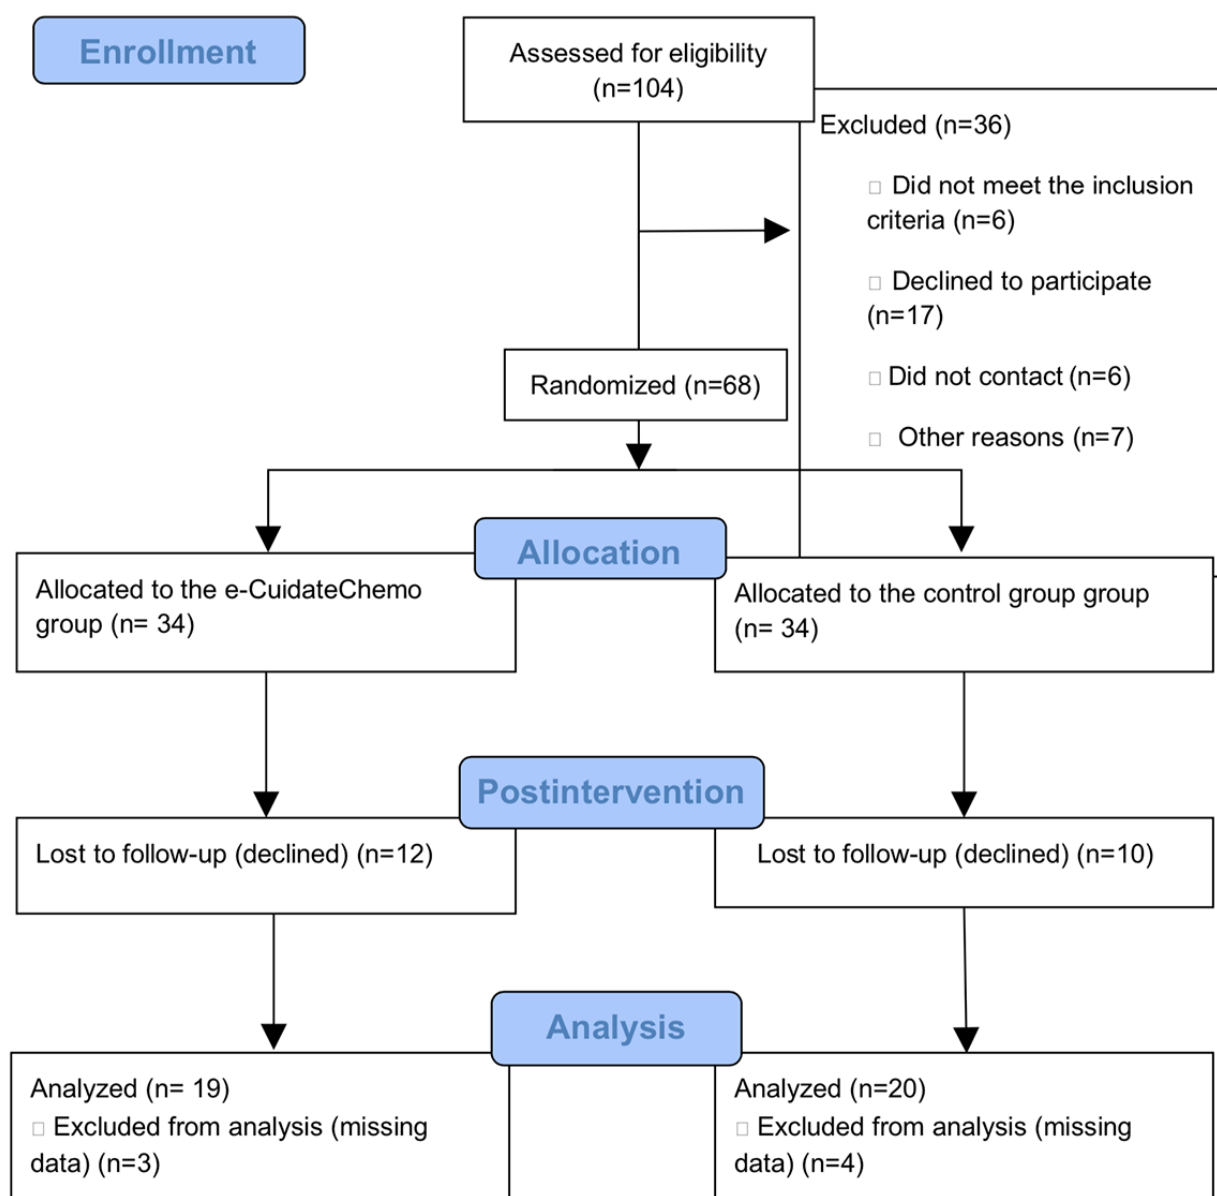 Enrollment
Assessed for eligibility
(n=104)
Excluded (n=36)
Did not meet the inclusion
criteria (n=6)
Declined to participate
(n=17)
Did not contact (n=6)
Other reasons (n=7)
Randomized (n=68)
Allocation
Allocated to the e-CuidateChemo
group (n= 34)
Allocated to the control group group
(n= 34)
Postintervention
Lost to follow-up (declined) (n=12)
Lost to follow-up (declined) (n=10)
Analysis
Analyzed (n= 19)
Excluded from analysis (missing
data) (n=3)
Analyzed (n=20)
Excluded from analysis (missing
data) (n=4)